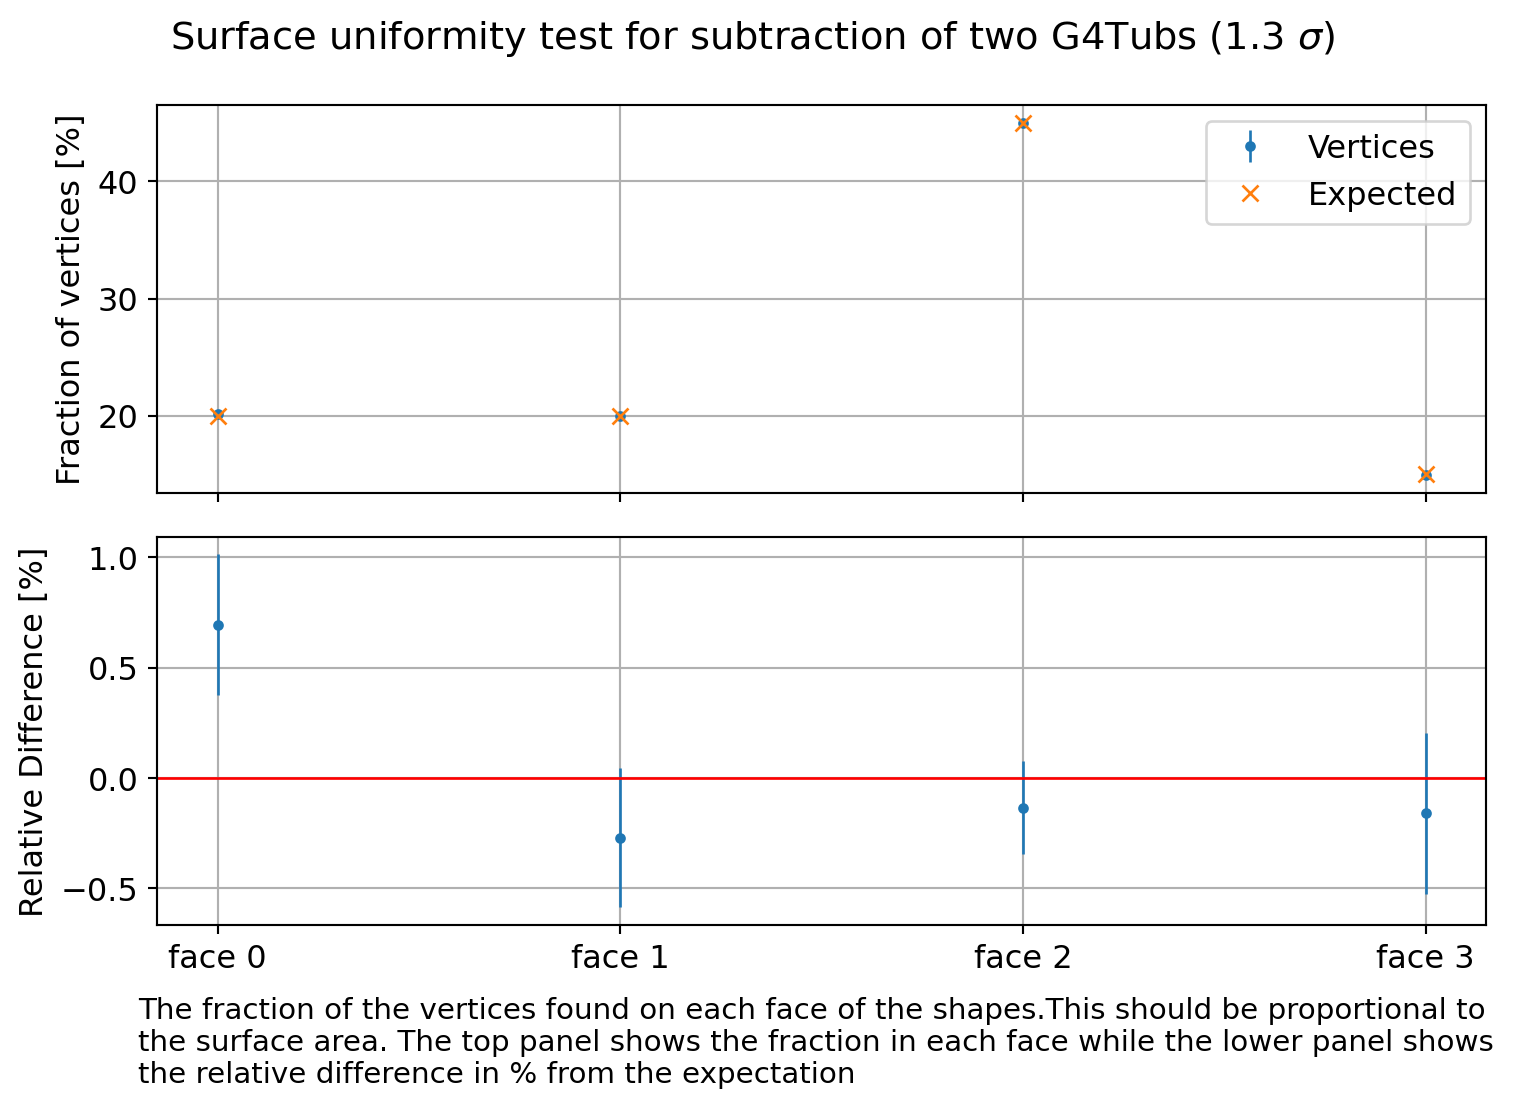 Surface uniformity test for subtraction of two G4Tubs (1.3 σ)
Fraction of vertices [%]
40
30
20
Vertices
Expected
Relative Difference [%]
1.0
0.5
0.0
−0.5
face 0
face 1
face 2
face 3
The fraction of the vertices found on each face of the shapes.This should be proportional to
the surface area. The top panel shows the fraction in each face while the lower panel shows
the relative difference in % from the expectation